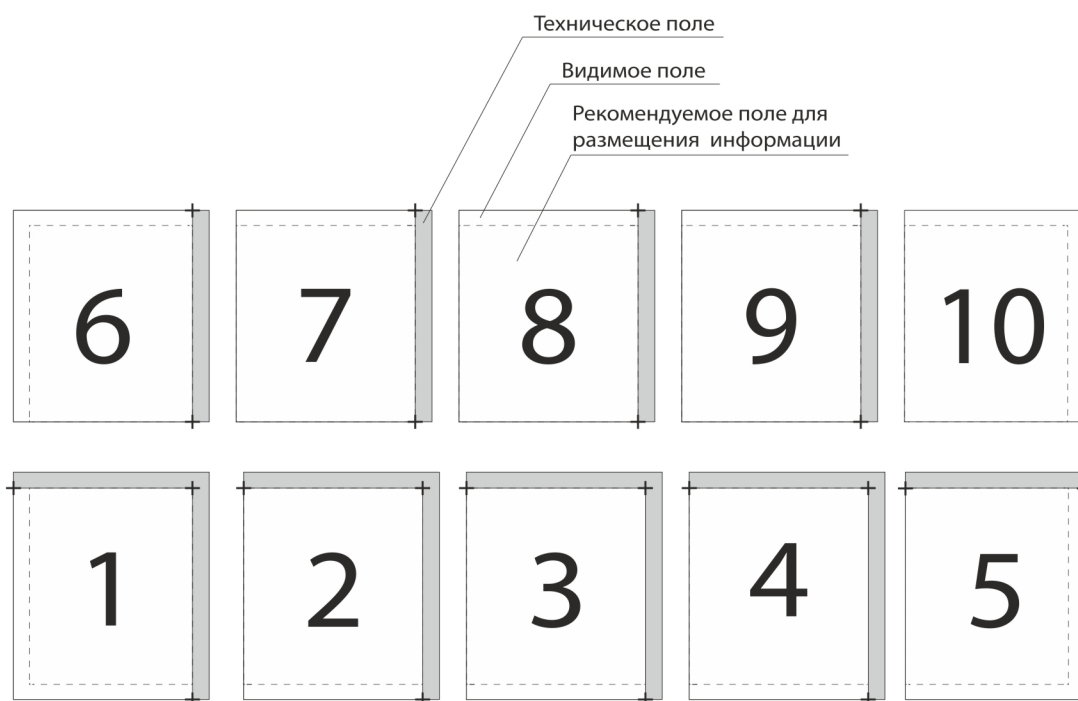 Техническое поле
Видимое поле
Рекомендуемое поле для
размещения информации
6 7 8 9 10
1 2 3 4 5